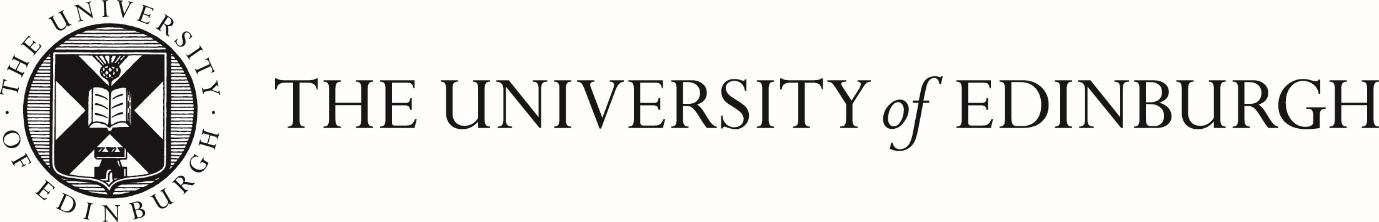 · THE UNIVERSITY · OF EDINBURGH
THE UNIVERSITY of EDINBURGH